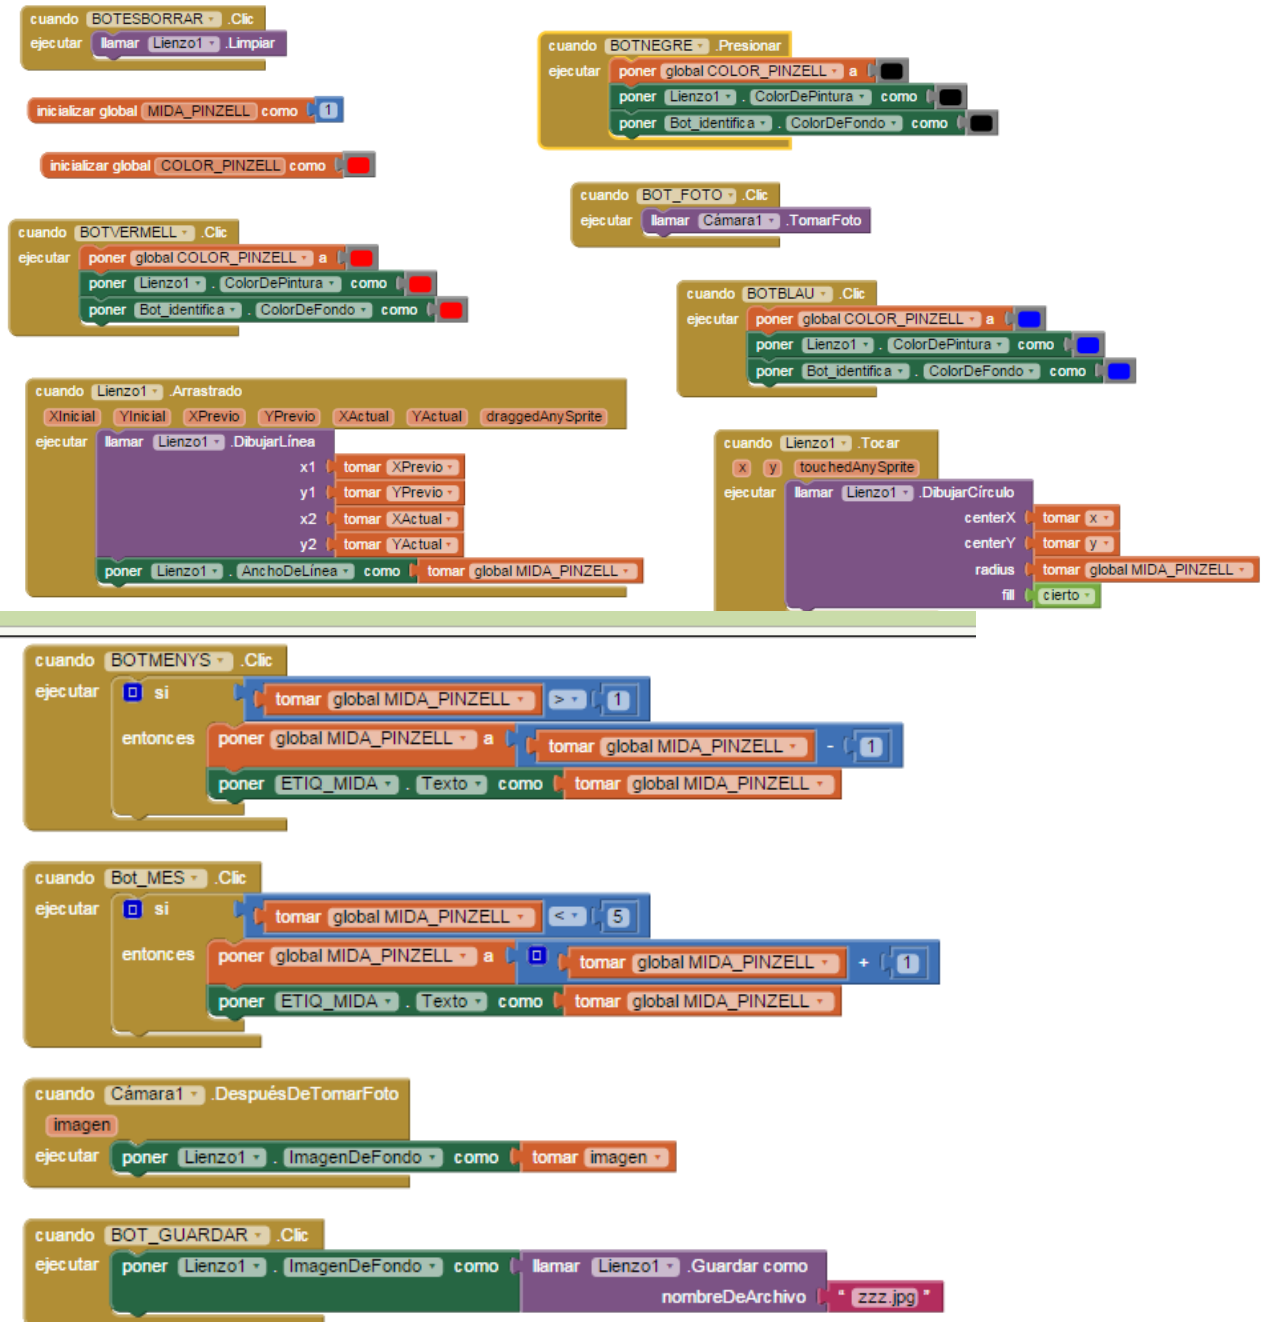 cuando BOTESBORRAR .Clic
ejecutar llamar Lienzo1 .Limpiar
inicializar global MIDA_PINZELL como 1
inicializar global COLOR_PINZELL como
cuando BOTVERMELL .Clic
ejecutar poner global COLOR_PINZELL a
poner Lienzo1 . ColorDePintura como
poner Bot_identifica . ColorDeFondo como
cuando BOTNEGRE .Presionar
ejecutar poner global COLOR_PINZELL a
poner Lienzo1 . ColorDePintura como
poner Bot_identifica . ColorDeFondo como
cuando BOT_FOTO .Clic
ejecutar llamar Cámara1 .TomarFoto
cuando BOTBLAU .Clic
ejecutar poner global COLOR_PINZELL a
poner Lienzo1 . ColorDePintura como
poner Bot_identifica . ColorDeFondo como
cuando Lienzo1 .Arrastrado
XInicial YInicial XPrevio YPrevio XActual YActual draggedAnySprite
ejecutar llamar Lienzo1 .DibujarLínea
x1 tomar XPrevio
y1 tomar YPrevio
x2 tomar XActual
y2 tomar YActual
poner Lienzo1 . AnchoDeLínea como tomar global MIDA_PINZELL
cuando Lienzo1 .Tocar
x y touchedAnySprite
ejecutar llamar Lienzo1 .DibujarCírculo
centerX tomar x
centerY tomar y
radius tomar global MIDA_PINZELL
fill cierto
cuando BOTMENYS .Clic
ejecutar si tomar global MIDA_PINZELL > 1
entonces poner global MIDA_PINZELL a tomar global MIDA_PINZELL - 1
poner ETIQ_MIDA . Texto como tomar global MIDA_PINZELL
cuando Bot_MES .Clic
ejecutar si tomar global MIDA_PINZELL < 5
entonces poner global MIDA_PINZELL a tomar global MIDA_PINZELL + 1
poner ETIQ_MIDA . Texto como tomar global MIDA_PINZELL
cuando Cámara1 .DespuésDeTomarFoto
imagen
ejecutar poner Lienzo1 . ImagenDeFondo como tomar imagen
cuando BOT_GUARDAR .Clic
ejecutar poner Lienzo1 . ImagenDeFondo como llamar Lienzo1 .Guardar como
nombreDeArchivo " zzz.jpg "